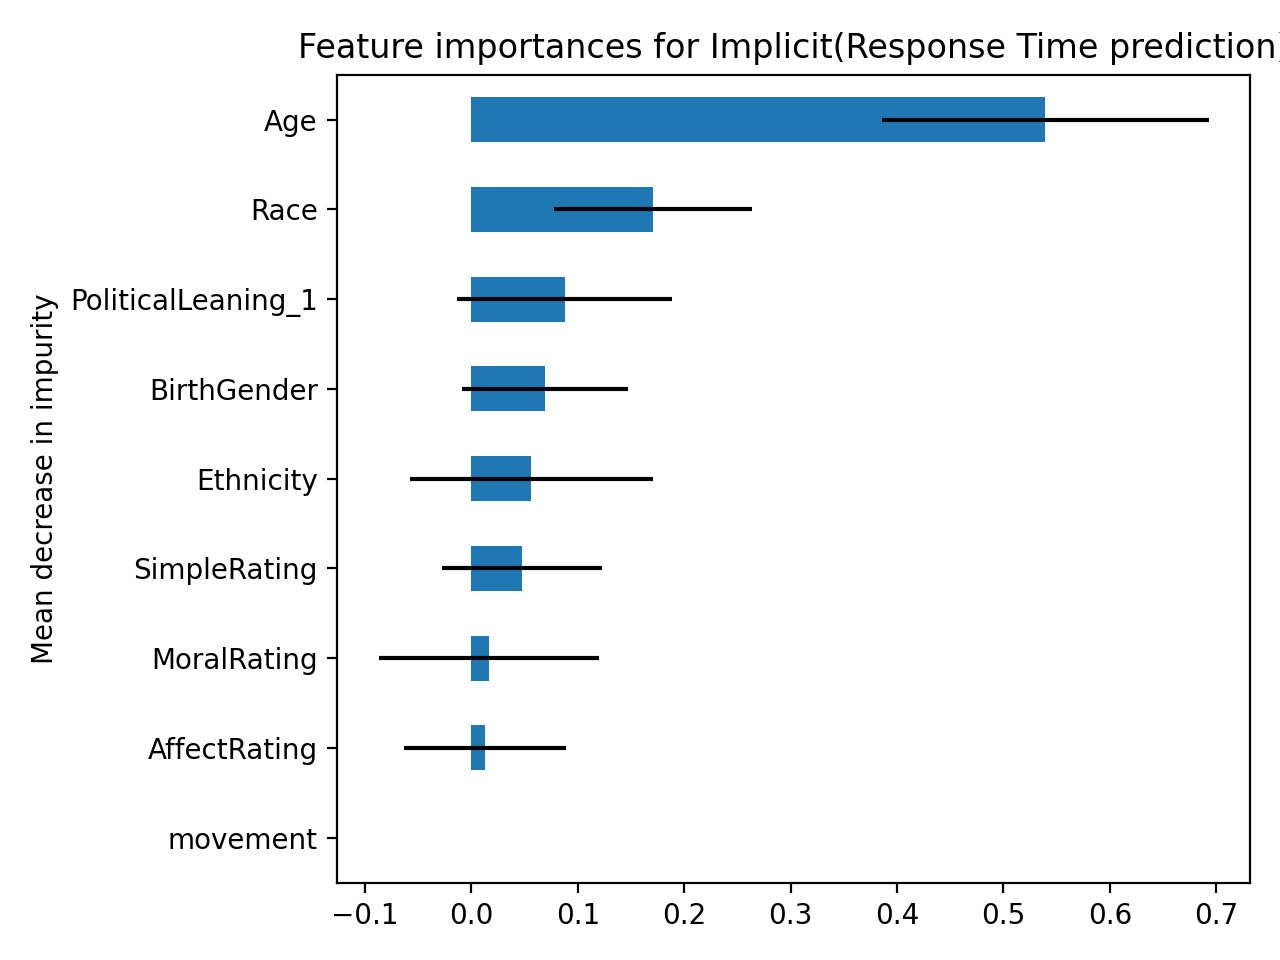 Feature importances for Implicit(Response Time prediction)
Age
Race
PoliticalLeaning_1
BirthGender
Ethnicity
SimpleRating
MoralRating
AffectRating
movement
Mean decrease in impurity
−0.1 0.0 0.1 0.2 0.3 0.4 0.5 0.6 0.7